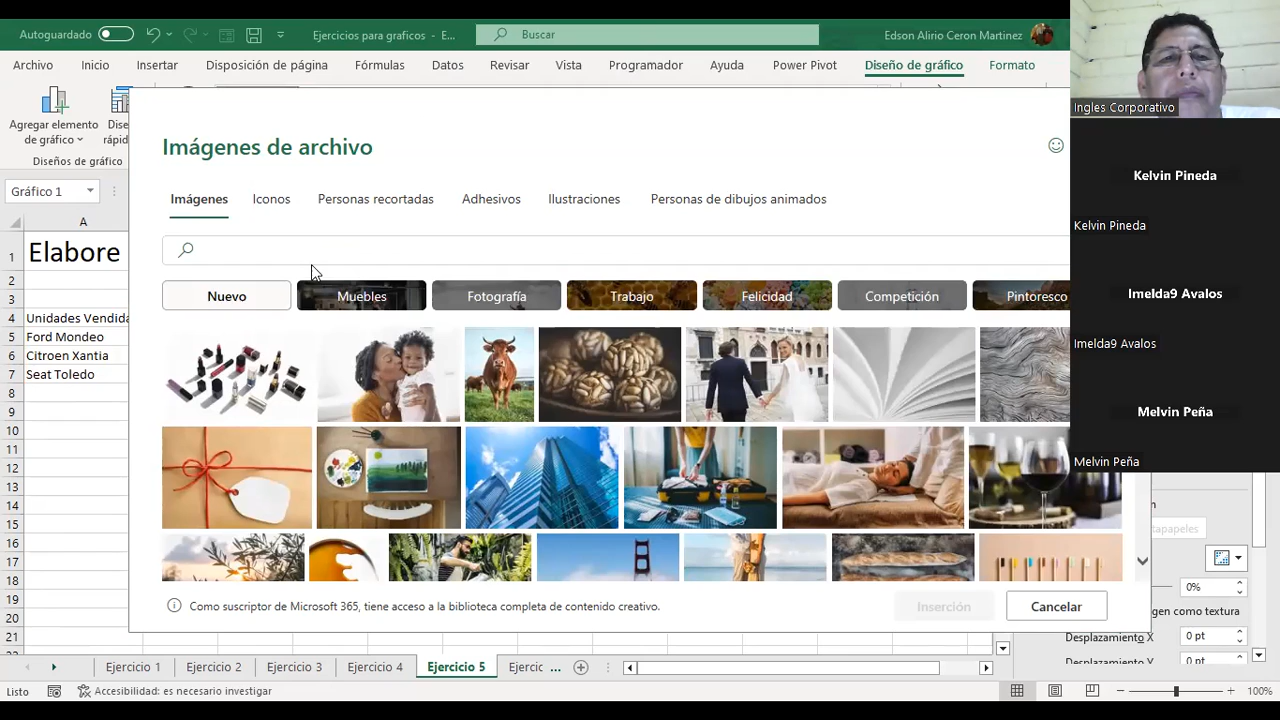 Autoguardado
Ejercicios para graficos - E...
Buscar
Edson Alirio Ceron Martinez
Archivo Inicio Insertar Disposición de página Fórmulas Datos Revisar Vista Programador Ayuda Power Pivot Diseño de gráfico Formato
Agregar elemento
de gráfico
Dise
rápi
Diseños de gráfico
Gráfico 1
Imágenes de archivo
Imágenes Iconos Personas recortadas Adhesivos Ilustraciones Personas de dibujos animados
Nuevo Muebles Fotografía Trabajo Felicidad Competición Pintoresco
Como suscriptor de Microsoft 365, tiene acceso a la biblioteca completa de contenido creativo.
Inserción Cancelar
A
1 Elabore
2
3
4 Unidades Vendida
5 Ford Mondeo
6 Citroen Xantia
7 Seat Toledo
8
9
10
11
12
13
14
15
16
17
18
19
20
21
Ingles Corporativo
Kelvin Pineda
Kelvin Pineda
Imelda9 Avalos
Imelda9 Avalos
Melvin Peña
Melvin Peña
n
tapapeles
0%
gen como textura
Desplazamiento X 0 pt
Desplazamiento Y 0 pt
Ejercicio 1 Ejercicio 2 Ejercicio 3 Ejercicio 4 Ejercicio 5 Ejercic ...
Listo
Accesibilidad: es necesario investigar
100%